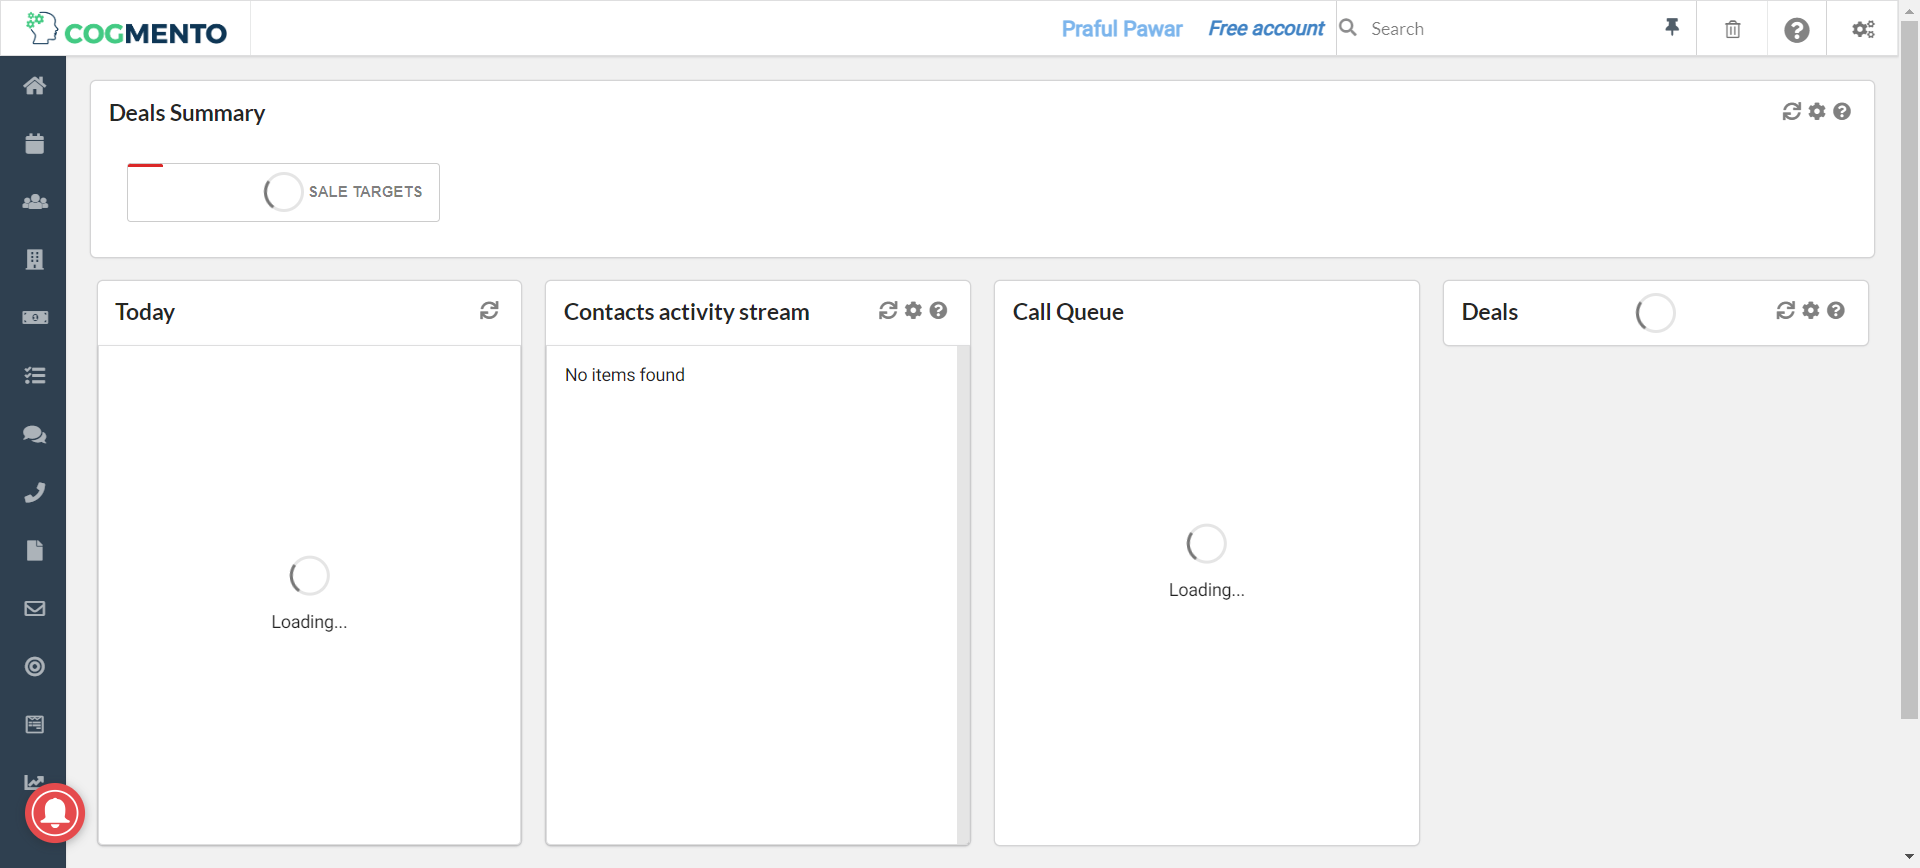 COGMENTO
Praful Pawar
Free account
Search
Deals Summary
SALE TARGETS
Today
Contacts activity stream
Call Queue
Deals
No items found
Loading...
Loading...